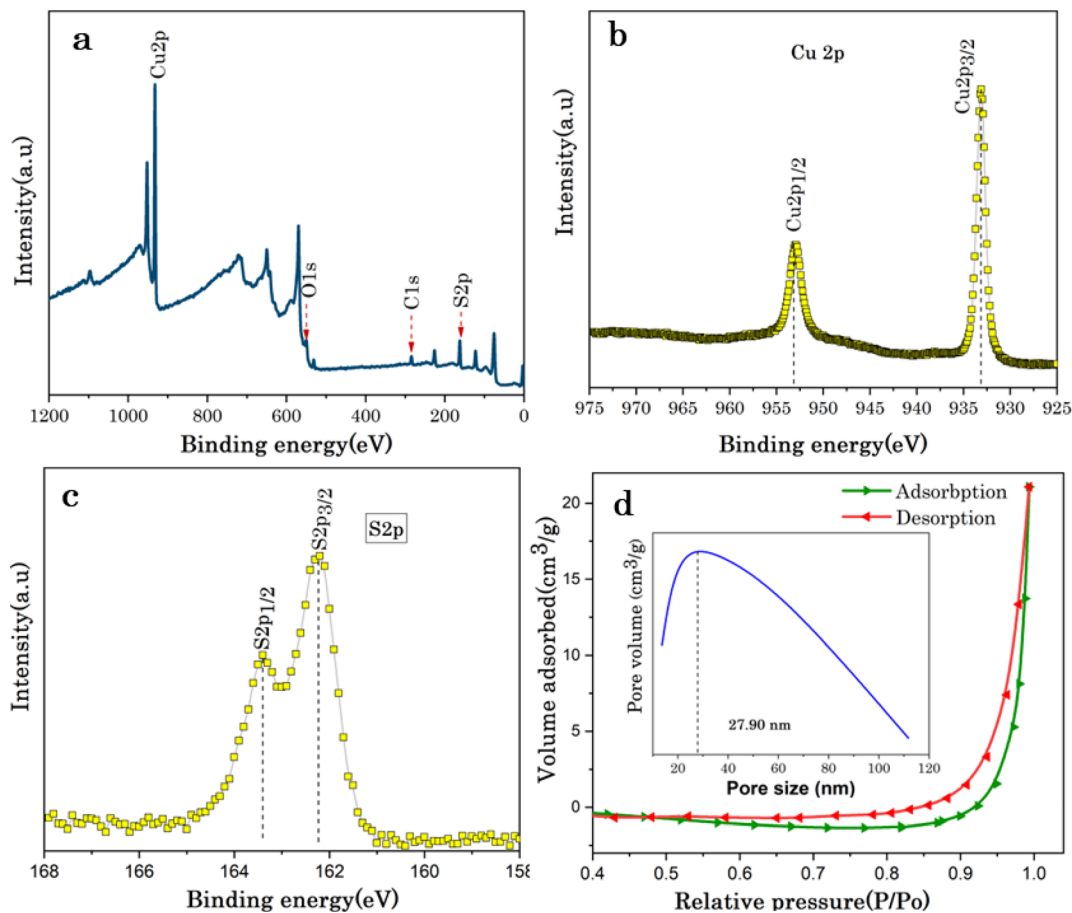 a
Cu2p
O1s
C1s
S2p
Intensity(a.u)
1200 1000 800 600 400 200 0
Binding energy(eV)
b
Cu 2p
Cu2p1/2
Cu2p3/2
Intensity(a.u)
975 970 965 960 955 950 945 940 935 930 925
Binding energy(eV)
c
S2p
S2p1/2
S2p3/2
Intensity(a.u)
168 166 164 162 160 158
Binding energy(eV)
d
Adsorbption
Desorption
Volume adsorbed(cm³/g)
20
15
10
5
0
Pore volume (cm³/g)
27.90 nm
20 40 60 80 100 120
Pore size (nm)
0.4 0.5 0.6 0.7 0.8 0.9 1.0
Relative pressure(P/Po)